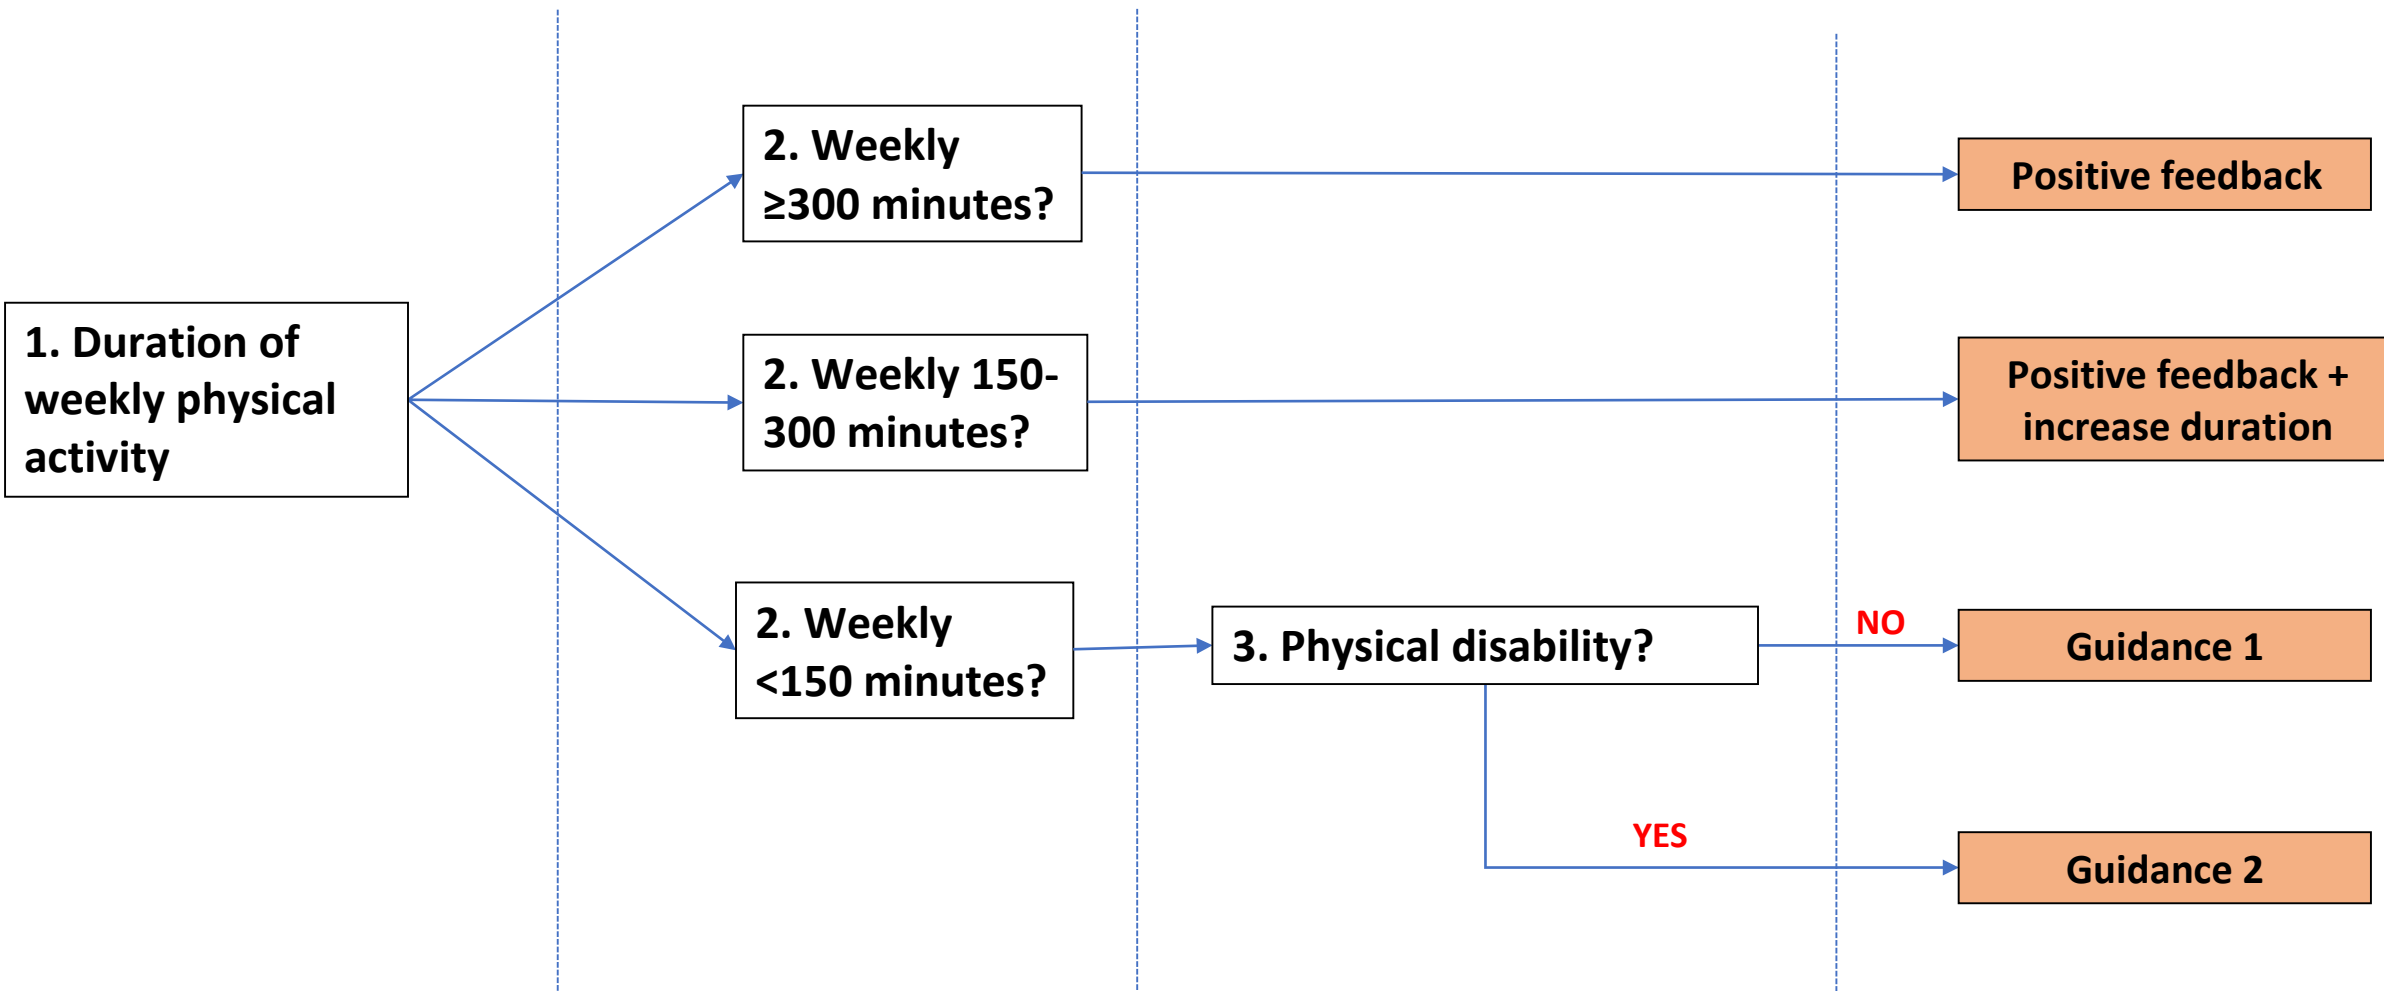 1. Duration of
weekly physical
activity
2. Weekly
≥300 minutes?
Positive feedback
2. Weekly 150-
300 minutes?
Positive feedback +
increase duration
2. Weekly
<150 minutes?
3. Physical disability?
NO
Guidance 1
YES
Guidance 2